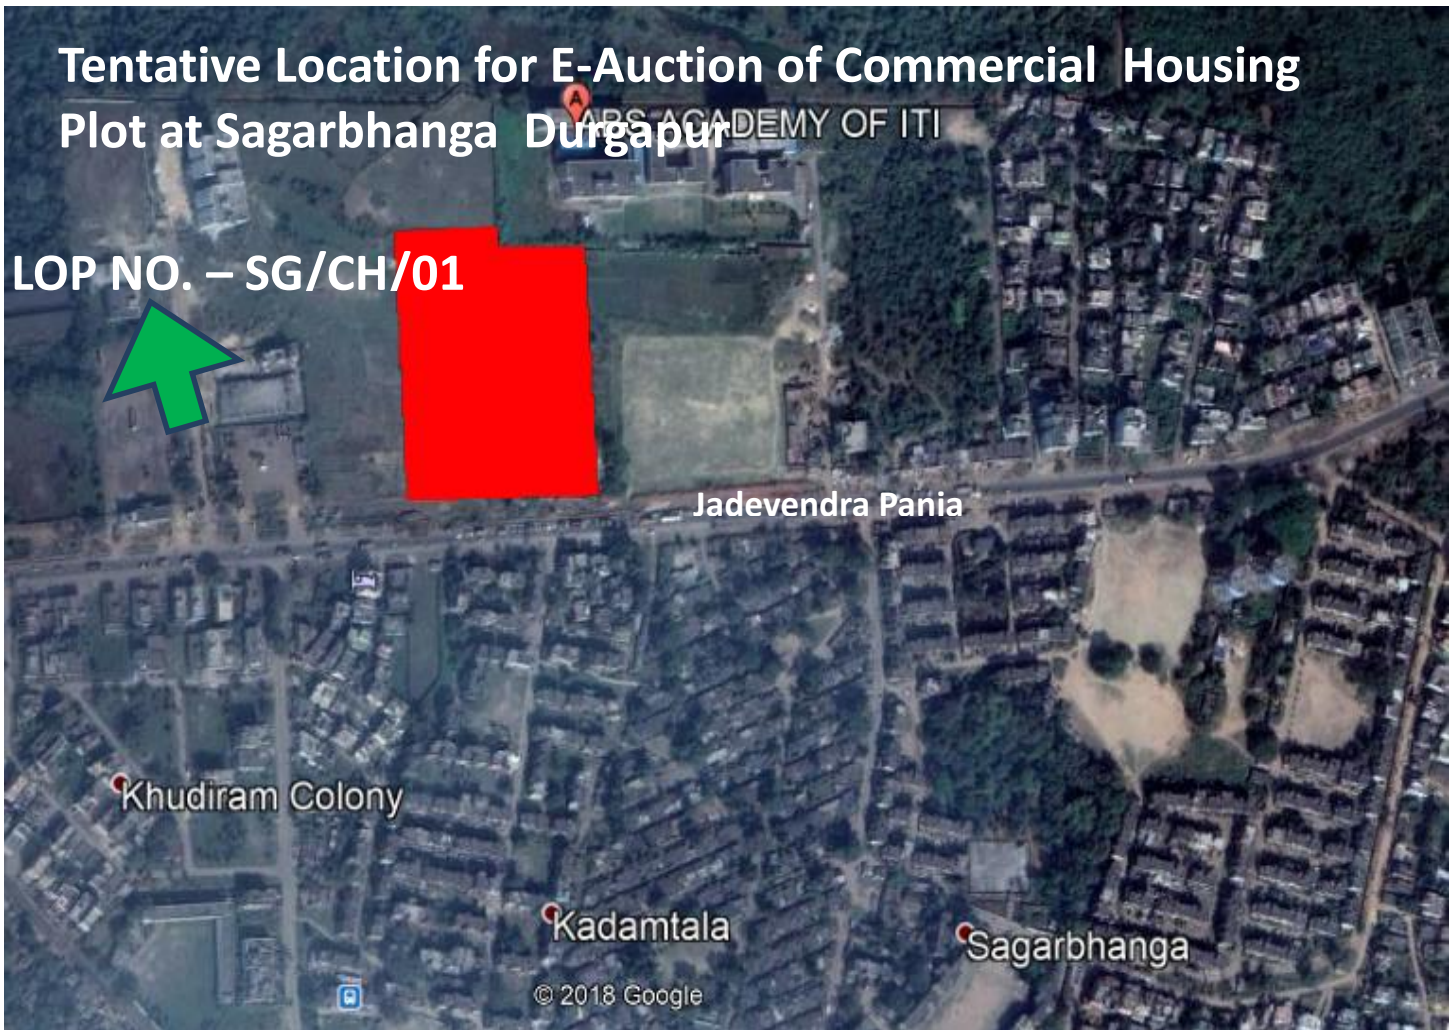 Tentative Location for E-Auction of Commercial Housing
Plot at Sagarbhanga Durgapur
A
ABS ACADEMY OF ITI
LOP NO. – SG/CH/01
Jadevendra Pania
Khudiram Colony
Kadamtala
Sagarbhanga
© 2018 Google